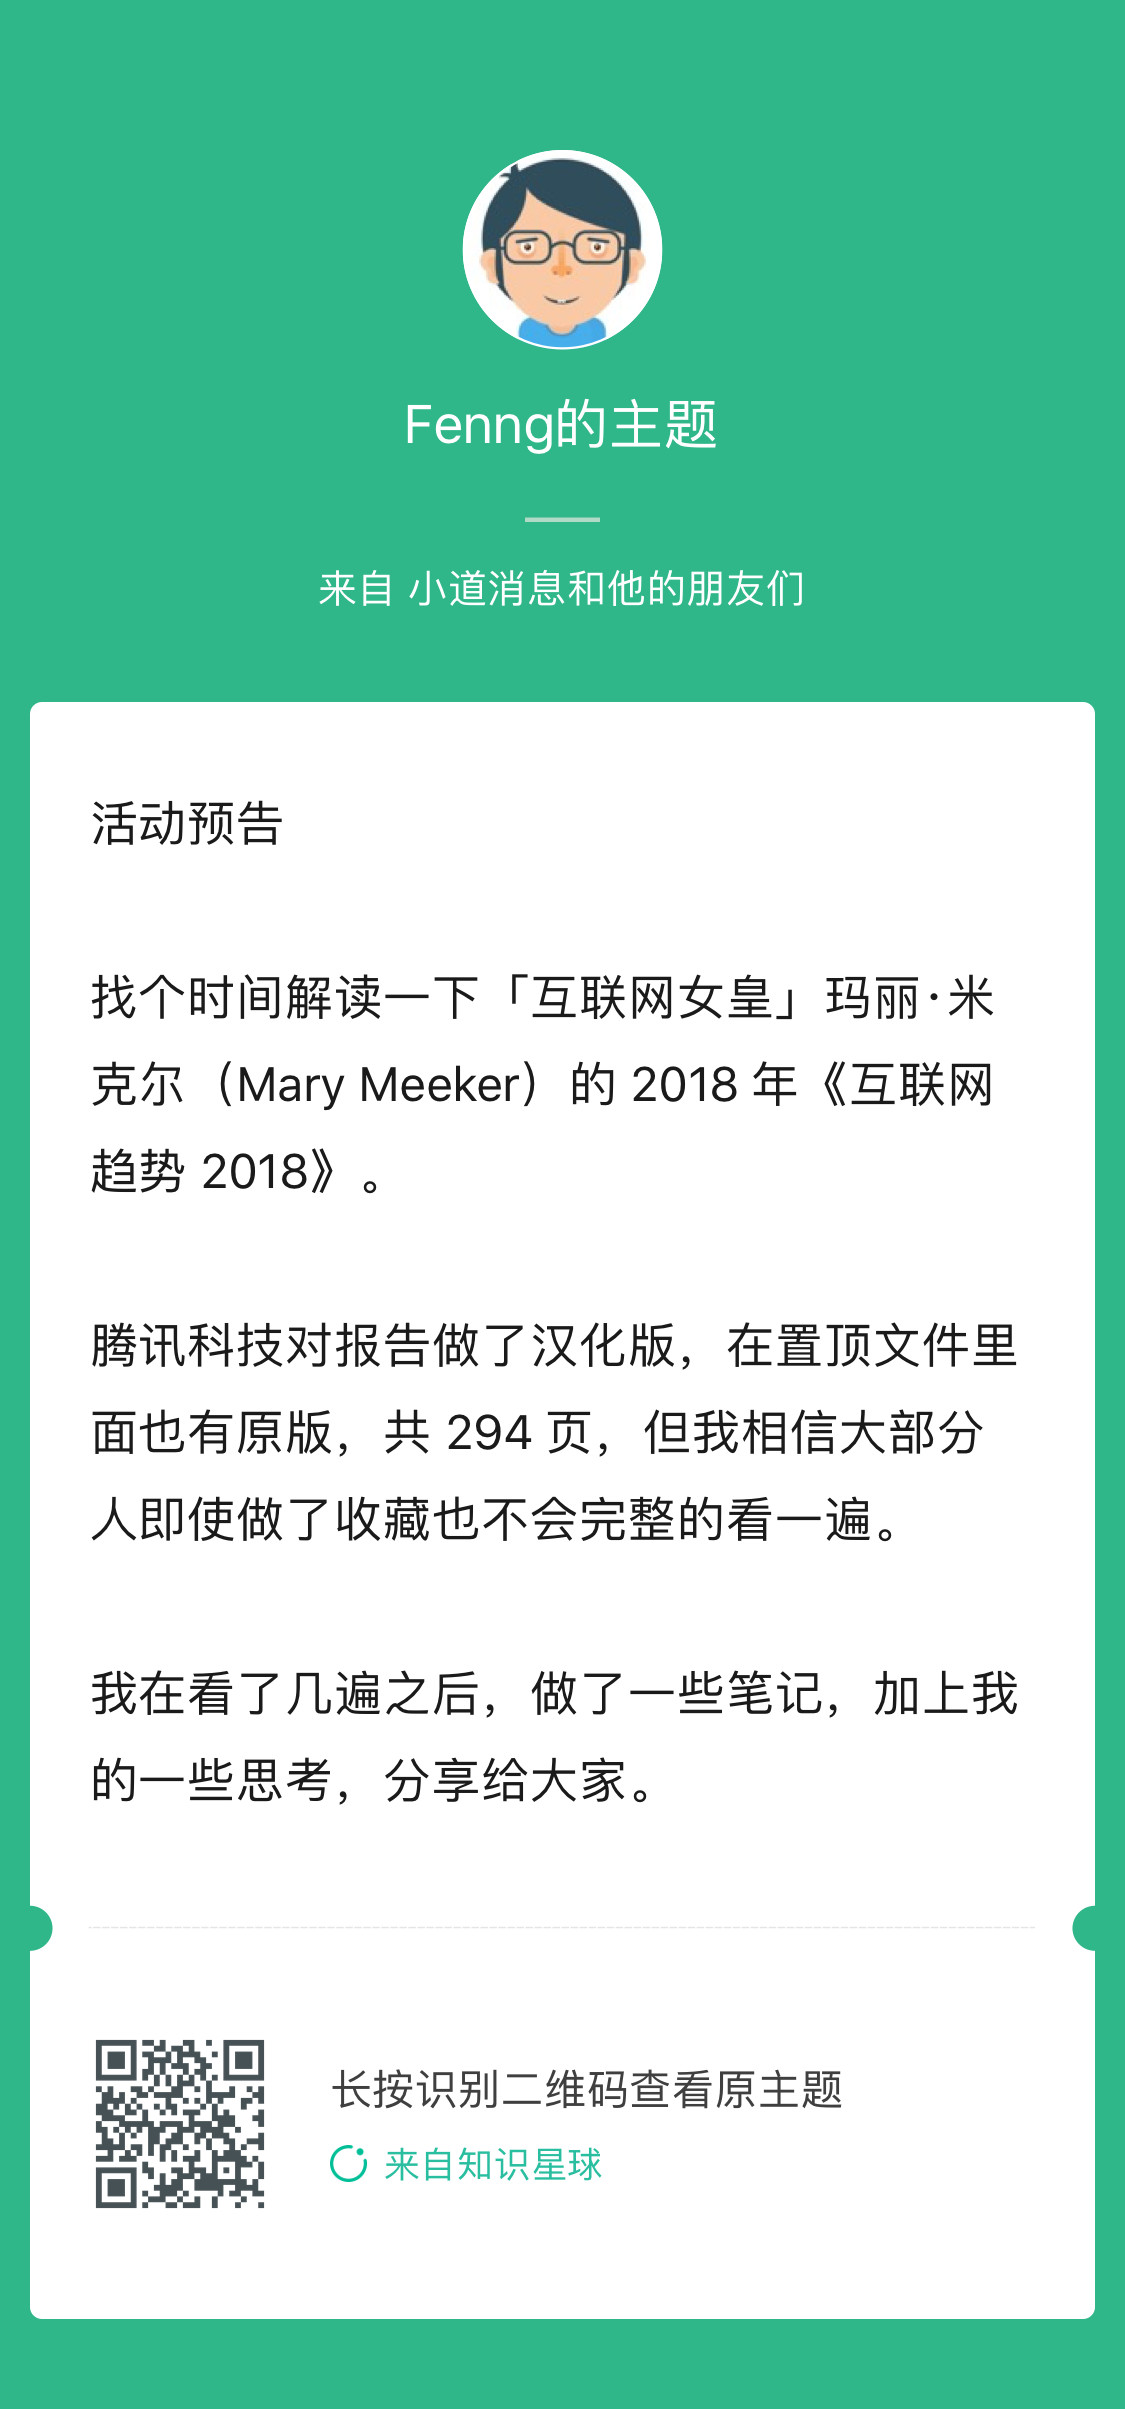 Fenng的主题
来自 小道消息和他的朋友们
活动预告
找个时间解读一下「互联网女皇」玛丽·米
克尔（Mary Meeker）的 2018 年《互联网
趋势 2018》。
腾讯科技对报告做了汉化版，在置顶文件里
面也有原版，共 294 页，但我相信大部分
人即使做了收藏也不会完整的看一遍。
我在看了几遍之后，做了一些笔记，加上我
的一些思考，分享给大家。
长按识别二维码查看原主题
来自知识星球